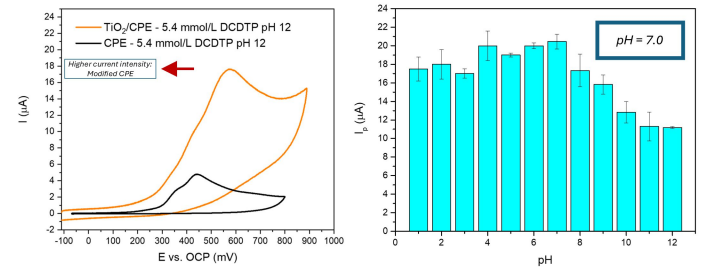 TiO2/CPE - 5.4 mmol/L DCDTP pH 12
CPE - 5.4 mmol/L DCDTP pH 12
Higher current intensity:
Modified CPE
I (µA)
24
22
20
18
16
14
12
10
8
6
4
2
0
-2
-100 0 100 200 300 400 500 600 700 800 900 1000
E vs. OCP (mV)
pH = 7.0
Ip (µA)
24
22
20
18
16
14
12
10
8
6
4
2
0
0 2 4 6 8 10 12
pH